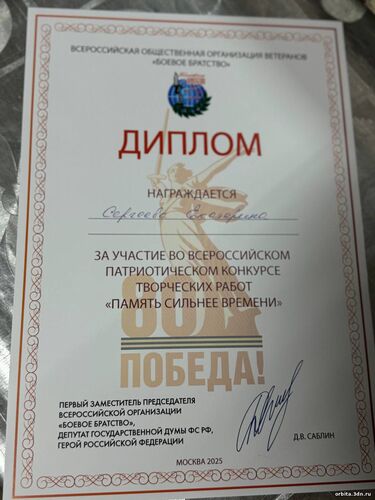 ВСЕРОССИЙСКАЯ ОБЩЕСТВЕННАЯ ОРГАНИЗАЦИЯ ВЕТЕРАНОВ
«БОЕВОЕ БРАТСТВО»
ДИПЛОМ
НАГРАЖДАЕТСЯ
Сергеева Екатерина
ЗА УЧАСТИЕ ВО ВСЕРОССИЙСКОМ
ПАТРИОТИЧЕСКОМ КОНКУРСЕ
ТВОРЧЕСКИХ РАБОТ
«ПАМЯТЬ СИЛЬНЕЕ ВРЕМЕНИ»
80
ПОБЕДА!
ПЕРВЫЙ ЗАМЕСТИТЕЛЬ ПРЕДСЕДАТЕЛЯ
ВСЕРОССИЙСКОЙ ОРГАНИЗАЦИИ
«БОЕВОЕ БРАТСТВО»,
ДЕПУТАТ ГОСУДАРСТВЕННОЙ ДУМЫ ФС РФ,
ГЕРОЙ РОССИЙСКОЙ ФЕДЕРАЦИИ
Д.В. САБЛИН
МОСКВА 2025
orbita.3dn.ru